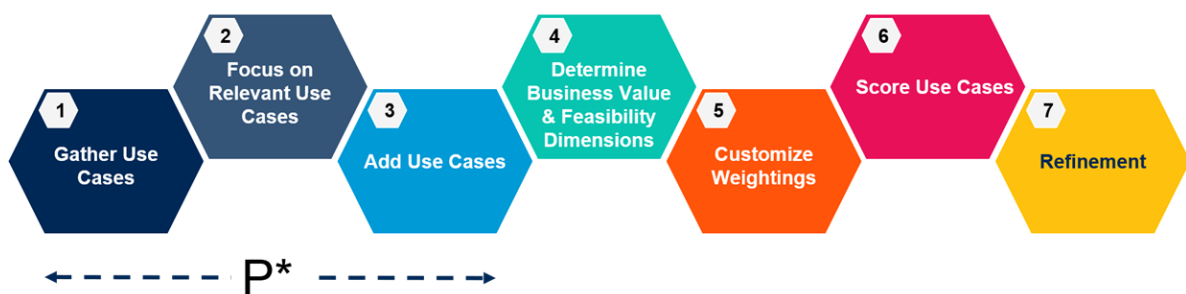 1
Gather Use
Cases
2
Focus on
Relevant Use
Cases
3
Add Use Cases
4
Determine
Business Value
& Feasibility
Dimensions
5
Customize
Weightings
6
Score Use Cases
7
Refinement
P*